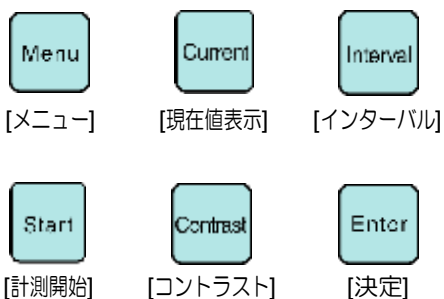 Menu Current Interval
[メニュー] [現在値表示] [インターバル]
Start Contrast Enter
[計測開始] [コントラスト] [決定]